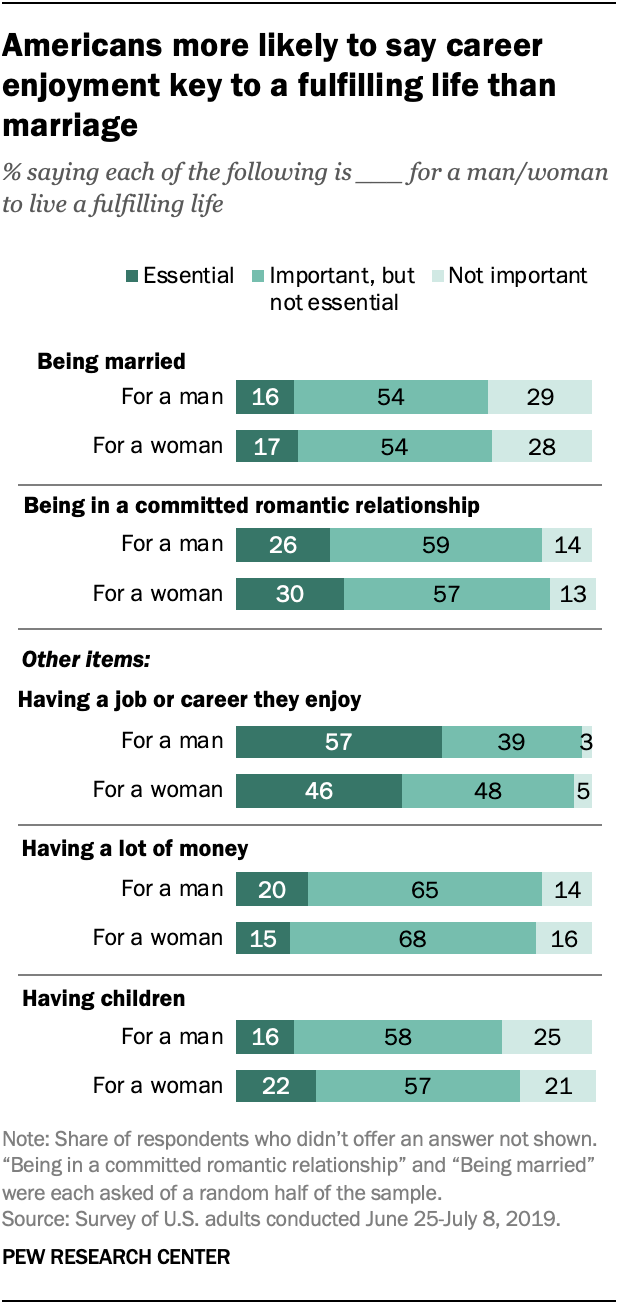 Americans more likely to say career
enjoyment key to a fulfilling life than
marriage
% saying each of the following is ____ for a man/woman
to live a fulfilling life
Essential Important, but Not important
not essential
Being married
For a man 16 54 29
For a woman 17 54 28
Being in a committed romantic relationship
For a man 26 59 14
For a woman 30 57 13
Other items:
Having a job or career they enjoy
For a man 57 39 3
For a woman 46 48 5
Having a lot of money
For a man 20 65 14
For a woman 15 68 16
Having children
For a man 16 58 25
For a woman 22 57 21
Note: Share of respondents who didn’t offer an answer not shown.
“Being in a committed romantic relationship” and “Being married”
were each asked of a random half of the sample.
Source: Survey of U.S. adults conducted June 25-July 8, 2019.
PEW RESEARCH CENTER